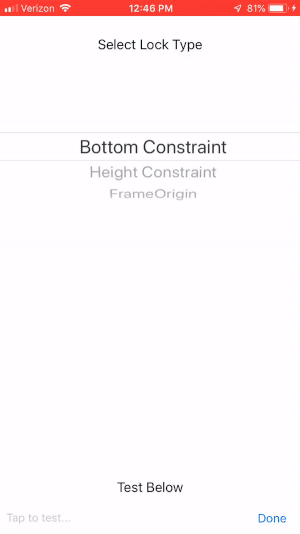 Verizon 12:46 PM 81%
Select Lock Type
Bottom Constraint
Height Constraint
FrameOrigin
Test Below
Tap to test... Done